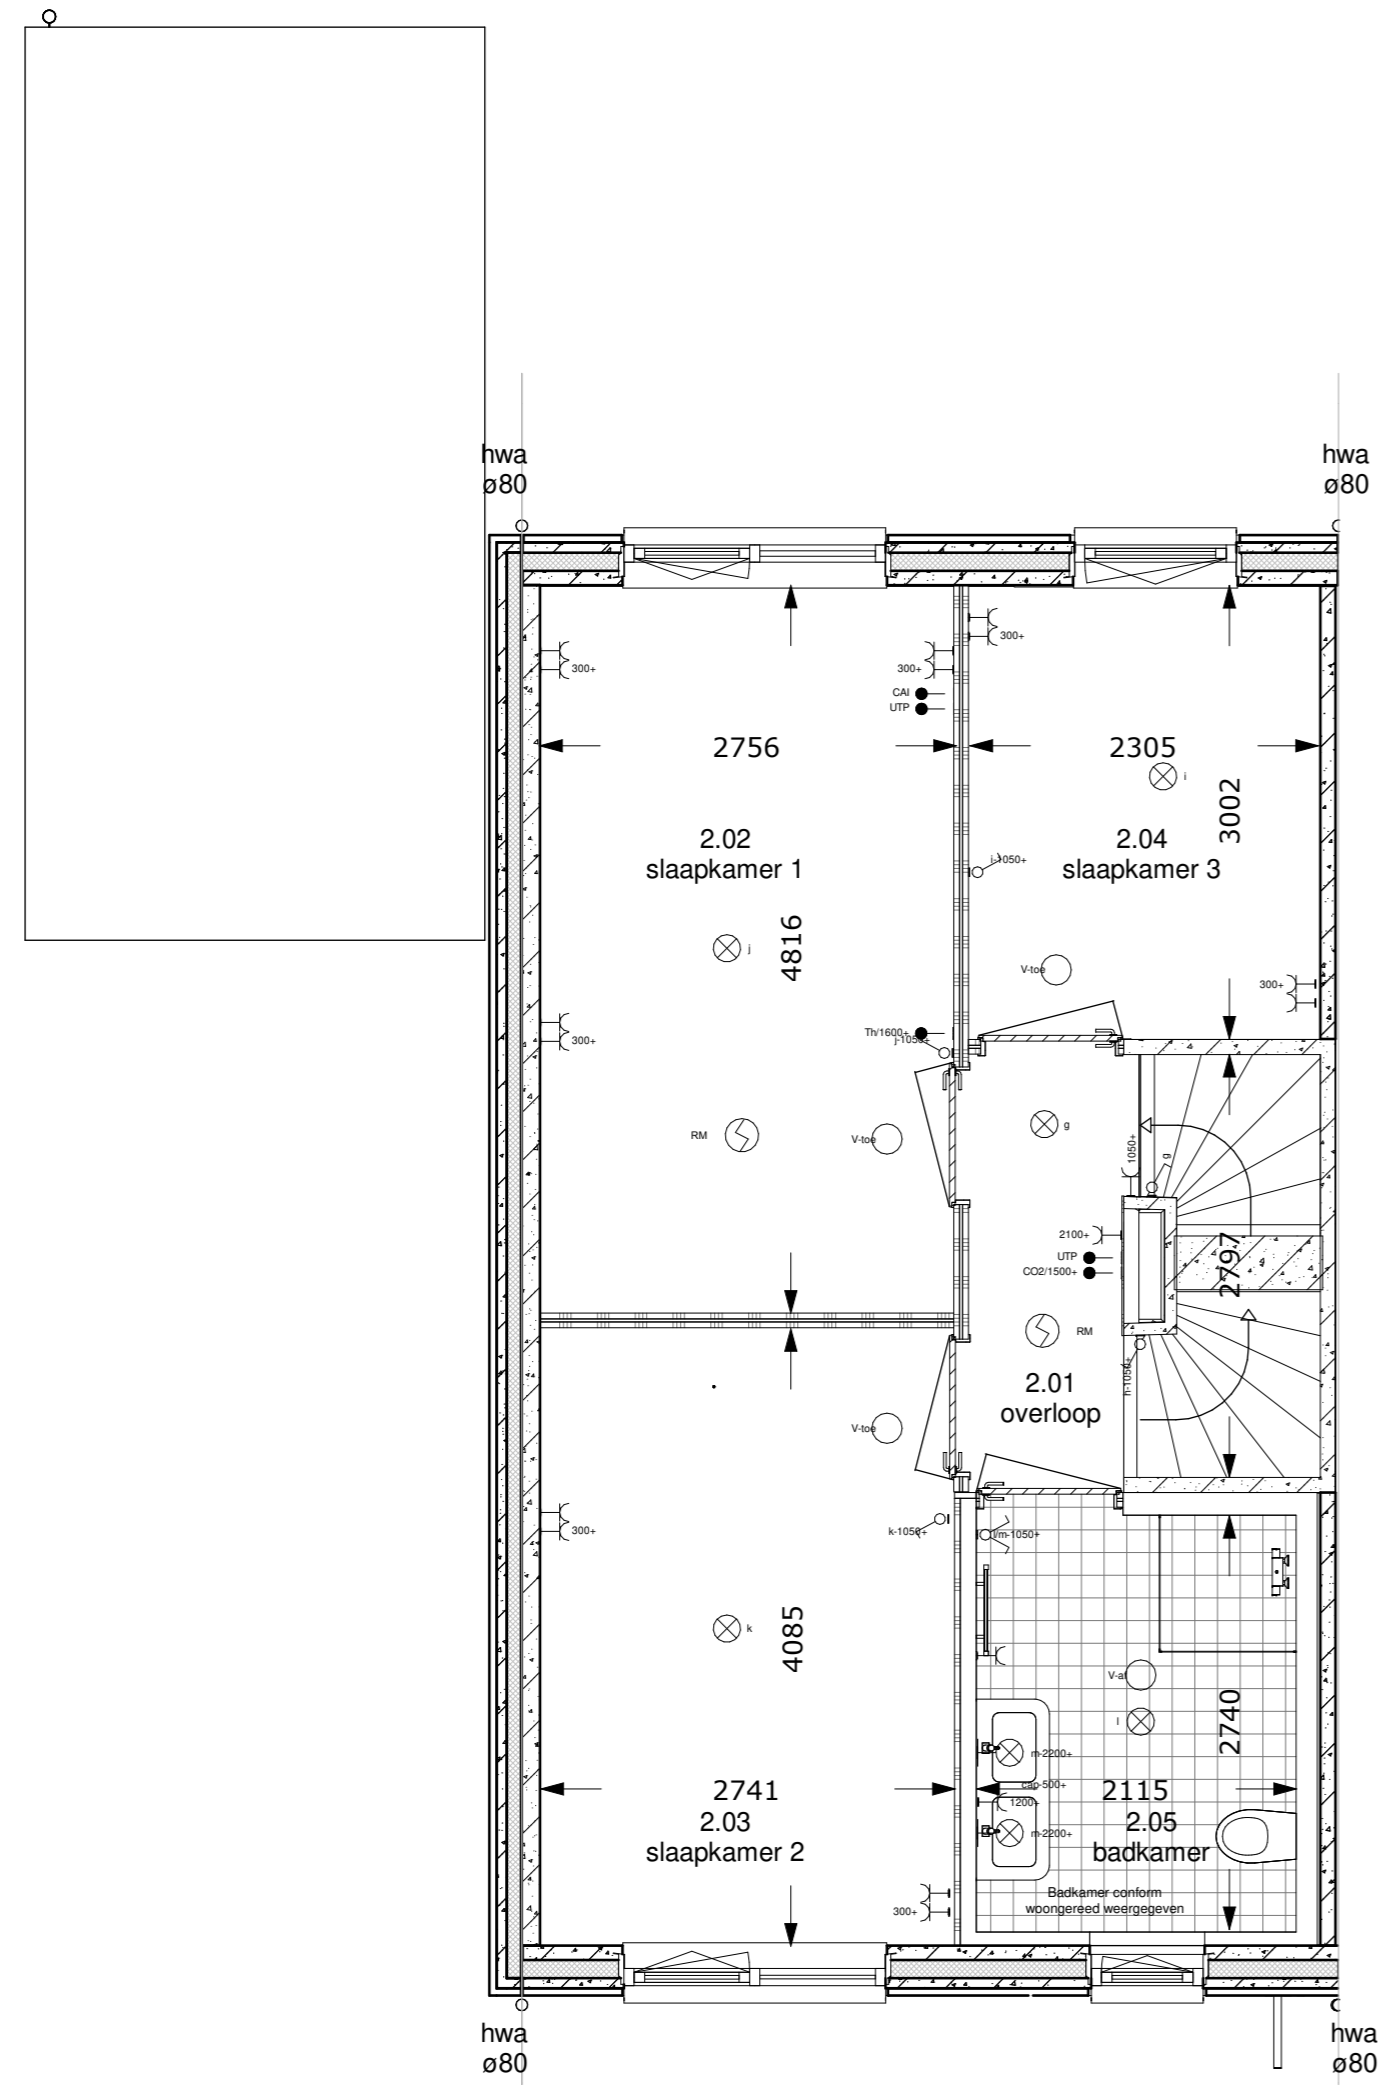 hwa
ø80
hwa
ø80
300+
300+
300+
CAI
UTP
2756
2305
i
3002
2.02
slaapkamer 1
2.04
slaapkamer 3
i-1050+
j
4816
V-toe
300+
Th/1600+
j-1050+
300+
RM
V-toe
g
1050+
g
2100+
UTP
CO2/1500+
2797
RM
h-1050+
2.01
overloop
V-toe
300+
k-1050+
l/m-1050+
k
4085
V-af
l
2740
m-2200+
cap-500+
2741
2115
1200+
2.03
slaapkamer 2
m-2200+
2.05
badkamer
Badkamer conform
woongereed weergegeven
300+
hwa
ø80
hwa
ø80